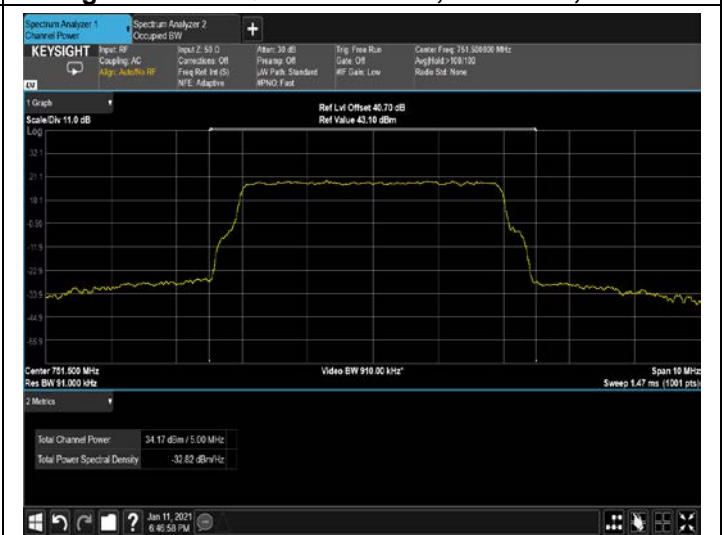 Spectrum Analyzer 1
Channel Power
Spectrum Analyzer 2
Occupied BW
+
KEYSIGHT
Input: RF
Coupling: AC
Align: Auto/No RF
Input Z: 50 Ω
Corrections: Off
Freq Ref: Int (S)
NFE: Adaptive
Atten: 30 dB
Preamp: Off
µW Path: Standard
#PNO: Fast
Trig: Free Run
Gate: Off
#IF Gain: Low
Center Freq: 751.500000 MHz
Avg|Hold:>100/100
Radio Std: None
1 Graph
Scale/Div 11.0 dB
Ref Lvl Offset 40.70 dB
Ref Value 43.10 dBm
Log
32.1
21.1
10.1
-0.90
-11.9
-22.9
-33.9
-44.9
-55.9
Center 751.500 MHz
Res BW 91.000 kHz
Video BW 910.00 kHz*
Span 10 MHz
Sweep 1.47 ms (1001 pts)
2 Metrics
Total Channel Power 34.17 dBm / 5.00 MHz
Total Power Spectral Density -32.82 dBm/Hz
?
Jan 11, 2021
6:46:58 PM